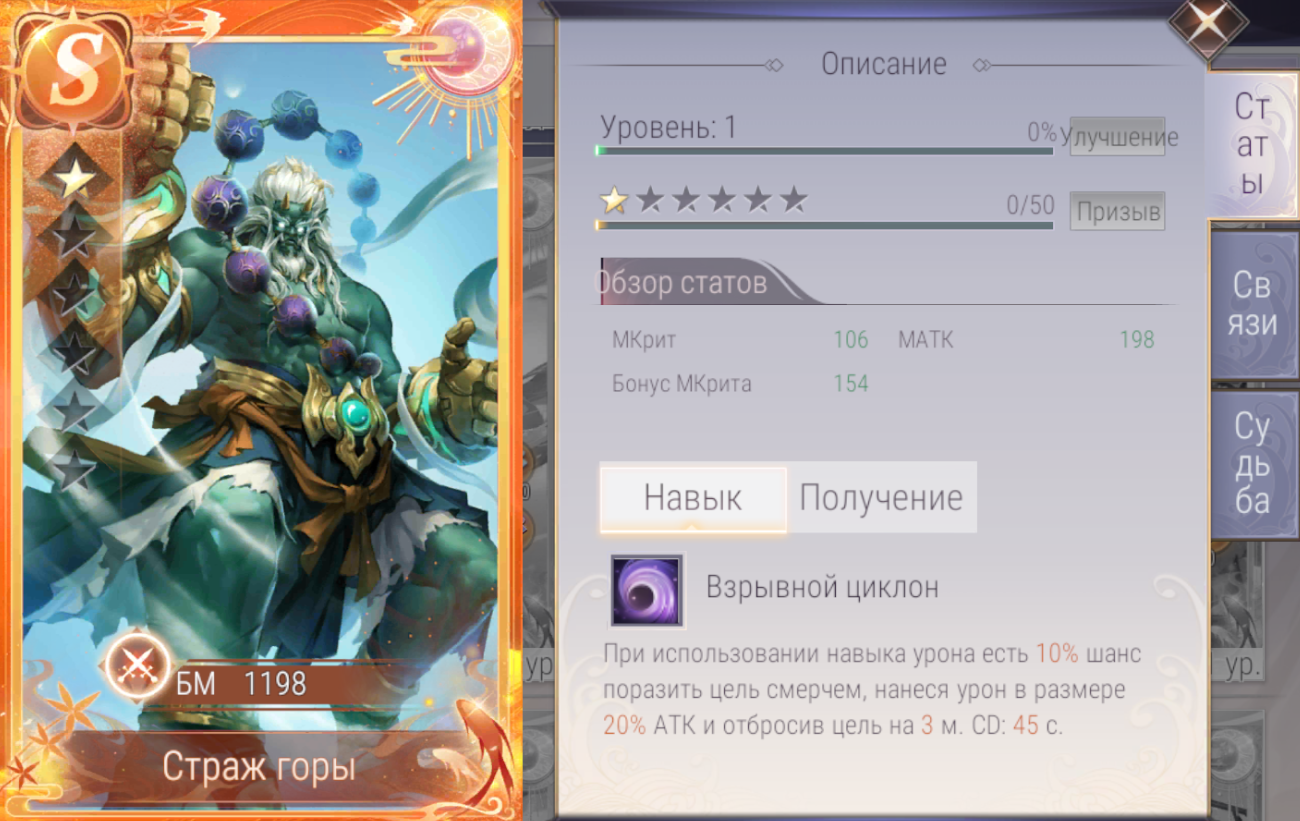 S
БМ 1198
Страж горы
Описание
Уровень: 1 0% Улучшение
0/50 Призыв
Обзор статов
МКрит 106 МАТК 198
Бонус МКрита 154
Навык Получение
Взрывной циклон
При использовании навыка урона есть 10% шанс
поразить цель смерчем, нанеся урон в размере
20% АТК и отбросив цель на 3 м. CD: 45 с.
Ст
ат
ы
Св
язи
Су
дь
ба
ур.